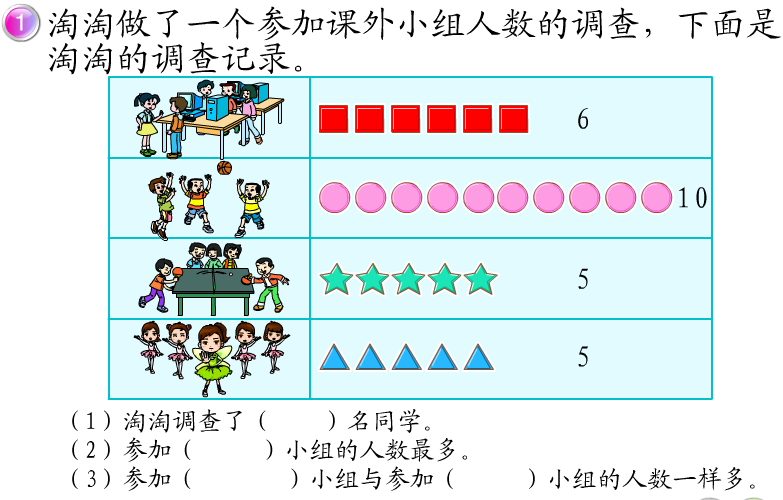 1 淘淘做了一个参加课外小组人数的调查，下面是
淘淘的调查记录。
6
10
5
5
（1）淘淘调查了（ ）名同学。
（2）参加（ ）小组的人数最多。
（3）参加（ ）小组与参加（ ）小组的人数一样多。